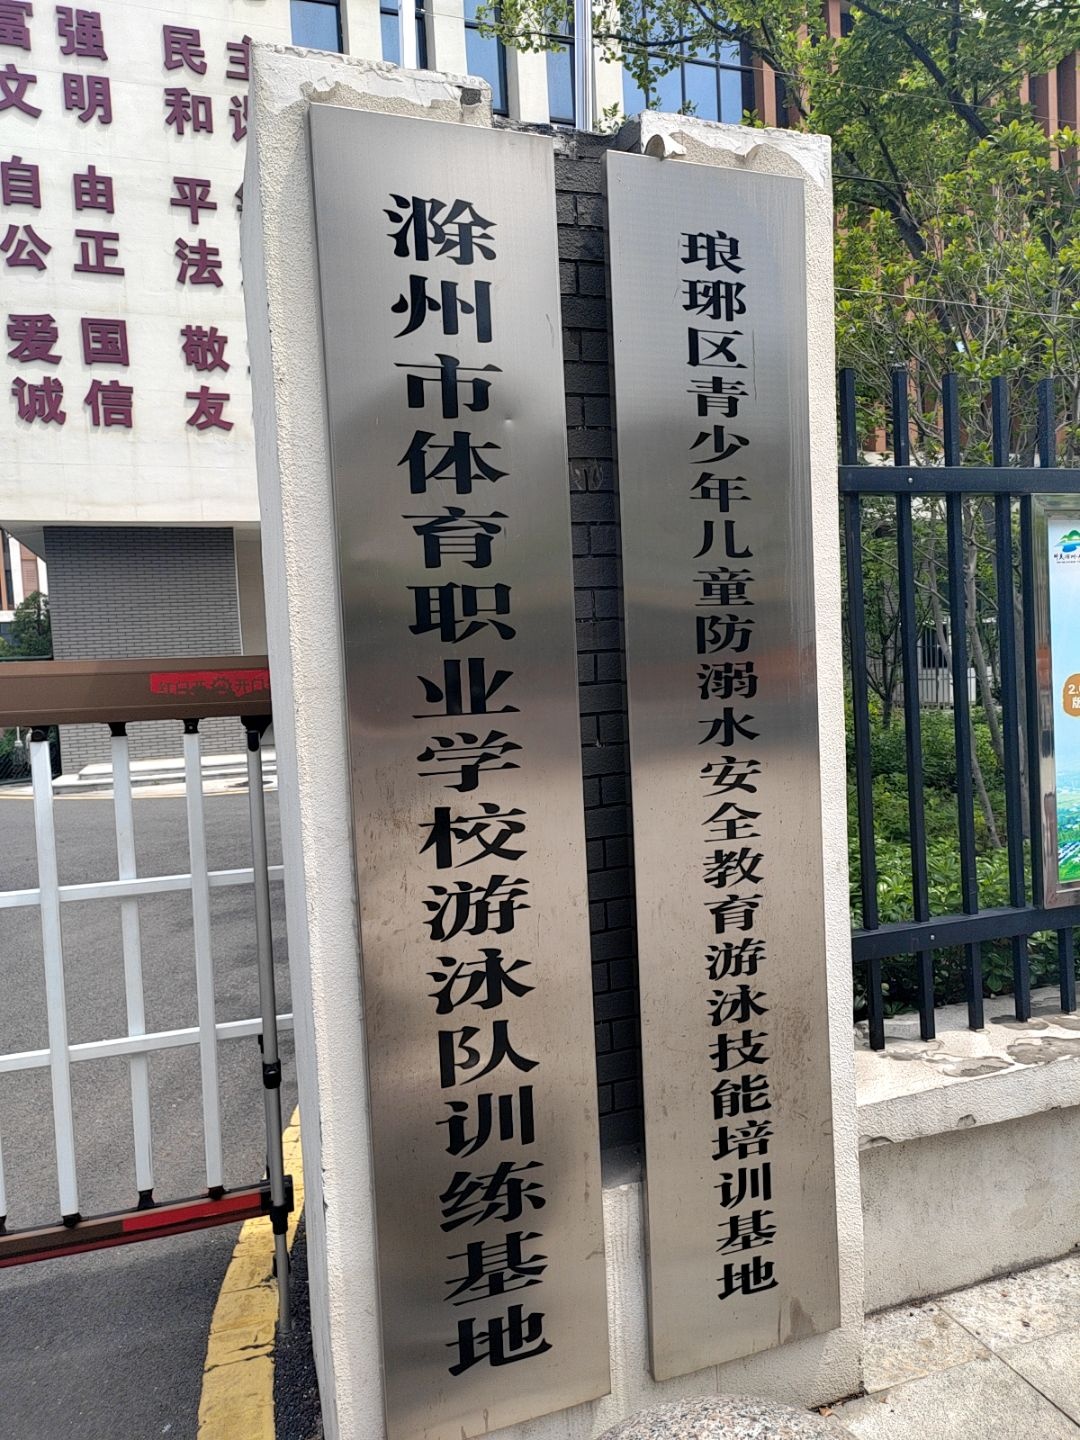 富强 民主
文明 和谐
自由 平
公正 法
爱国 敬
诚信 友
滁州市体育职业学校游泳队训练基地
琅琊区青少年儿童防溺水安全教育游泳技能培训基地